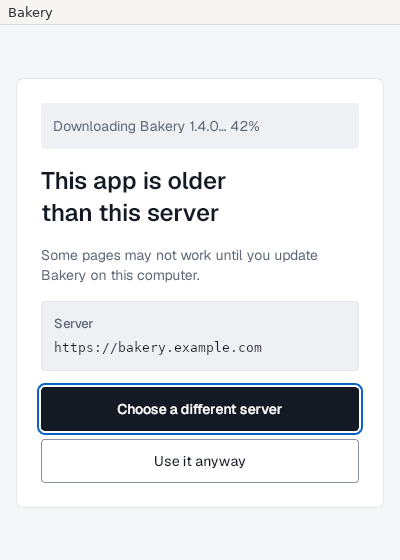 Bakery
Downloading Bakery 1.4.0… 42%
This app is older
than this server
Some pages may not work until you update
Bakery on this computer.
Server
https://bakery.example.com
Choose a different server
Use it anyway